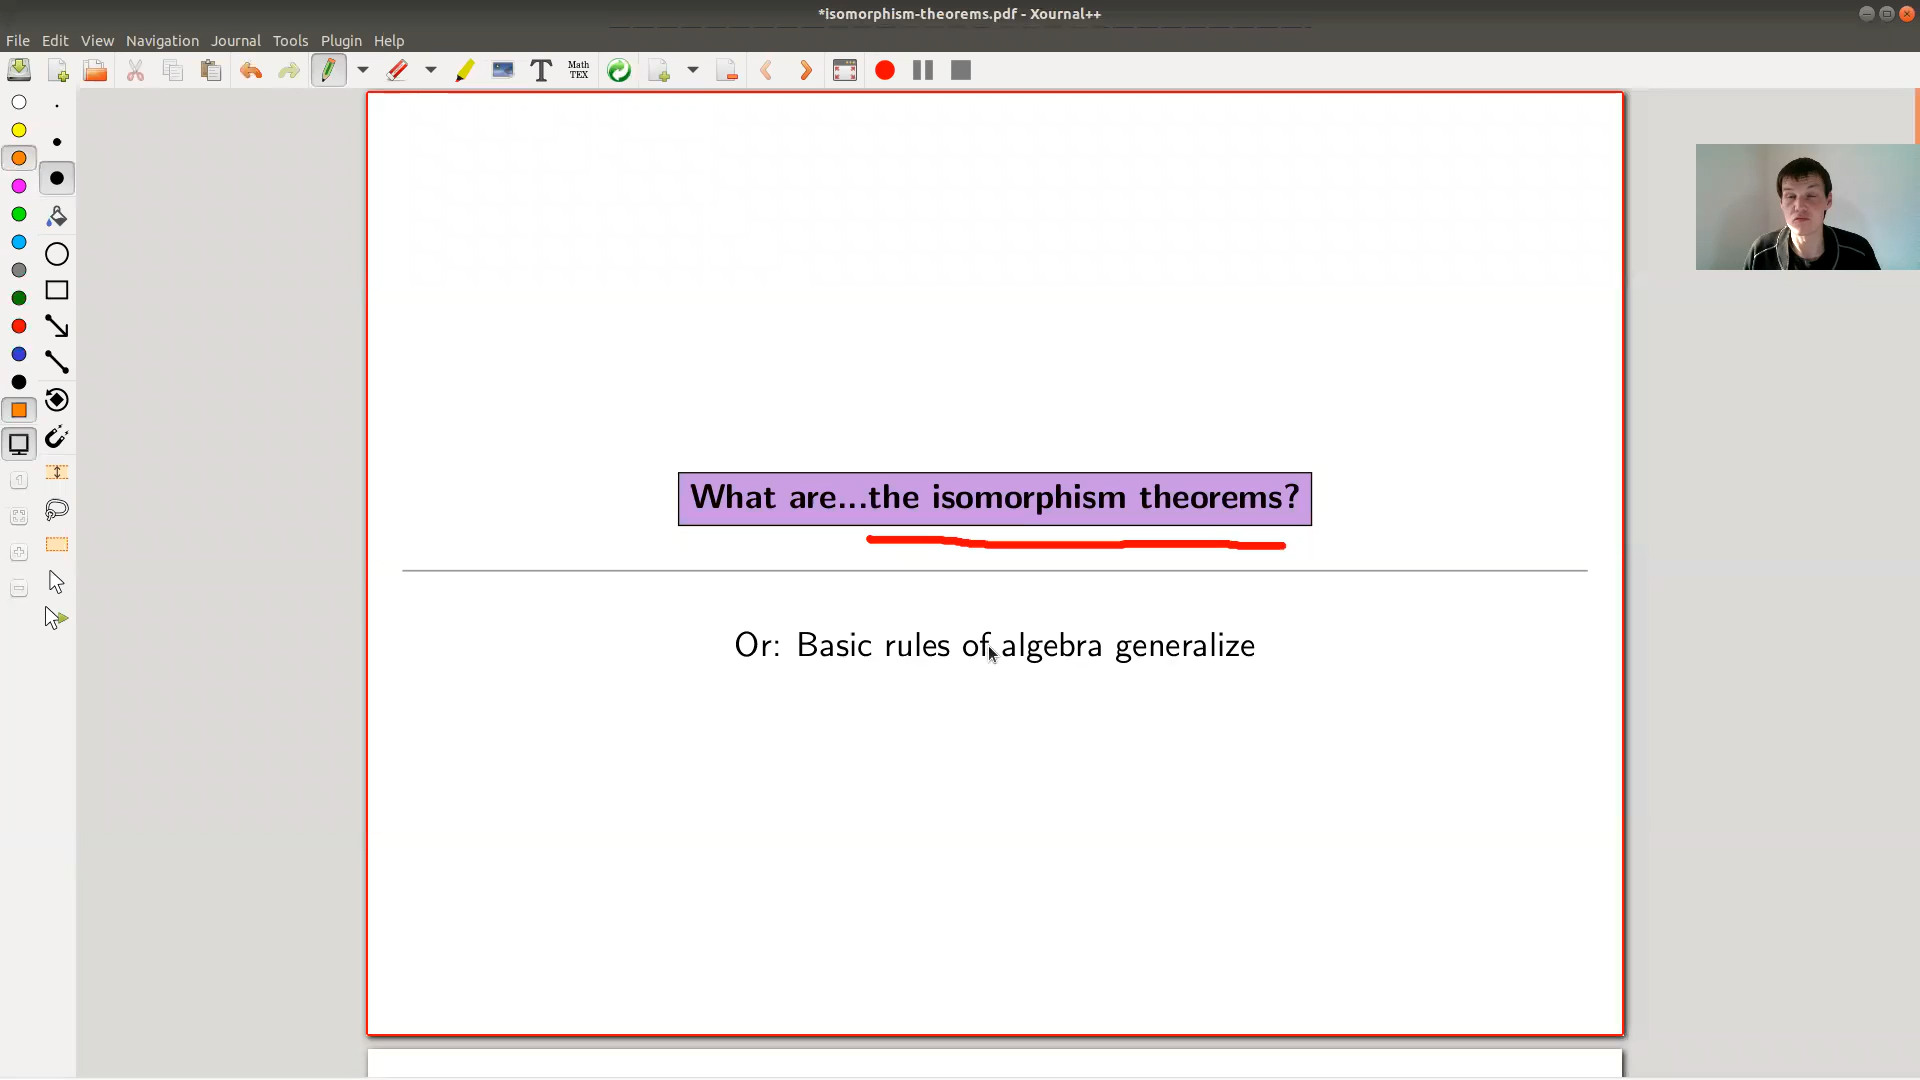 *isomorphism-theorems.pdf - Xournal++
File Edit View Navigation Journal Tools Plugin Help
Math
TEX
What are...the isomorphism theorems?
Or: Basic rules of algebra generalize